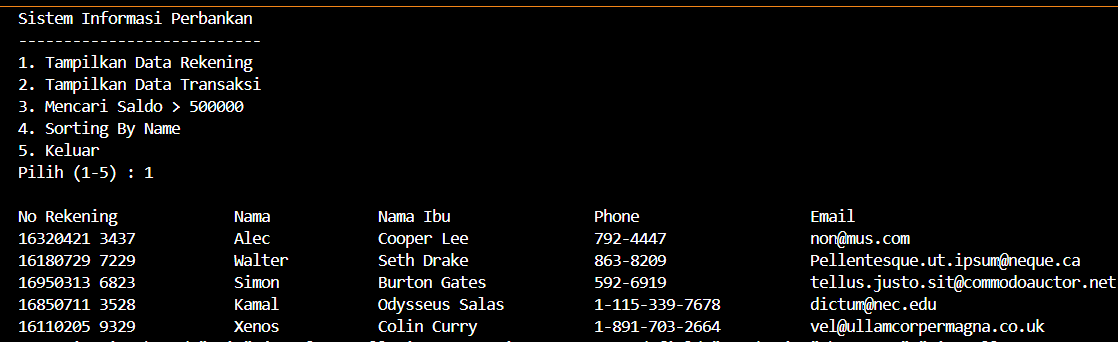 Sistem Informasi Perbankan
---------------------------
1. Tampilkan Data Rekening
2. Tampilkan Data Transaksi
3. Mencari Saldo > 500000
4. Sorting By Name
5. Keluar
Pilih (1-5) : 1
No Rekening Nama Nama Ibu Phone Email
16320421 3437 Alec Cooper Lee 792-4447 non@mus.com
16180729 7229 Walter Seth Drake 863-8209 Pellentesque.ut.ipsum@neque.ca
16950313 6823 Simon Burton Gates 592-6919 tellus.justo.sit@commodoauctor.net
16850711 3528 Kamal Odysseus Salas 1-115-339-7678 dictum@nec.edu
16110205 9329 Xenos Colin Curry 1-891-703-2664 vel@ullamcorpermagna.co.uk